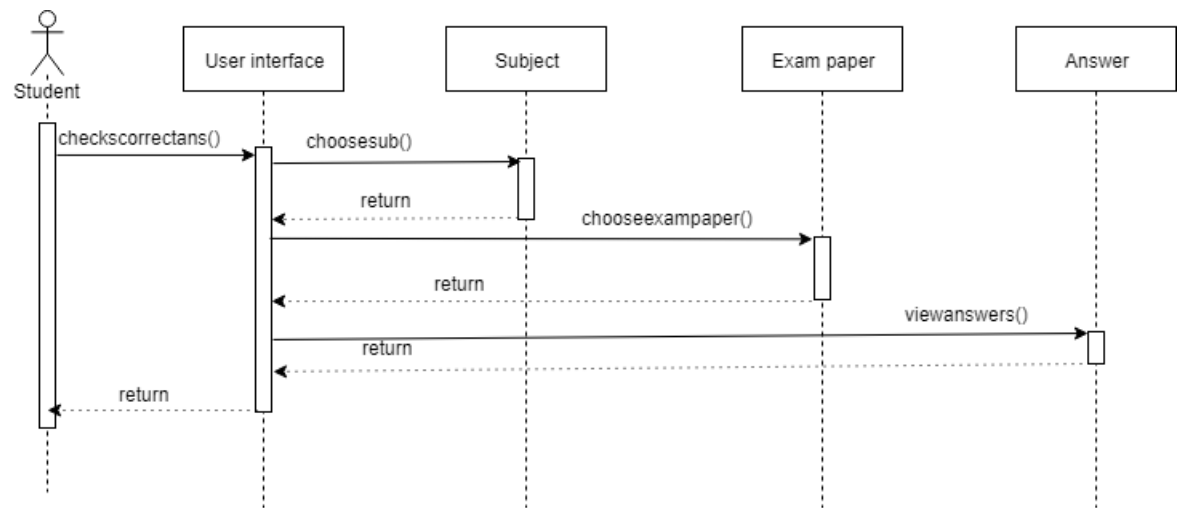 User interface
Subject
Exam paper
Answer
Student
checkscorrectans()
choosesub()
return
chooseexampaper()
return
viewanswers()
return
return